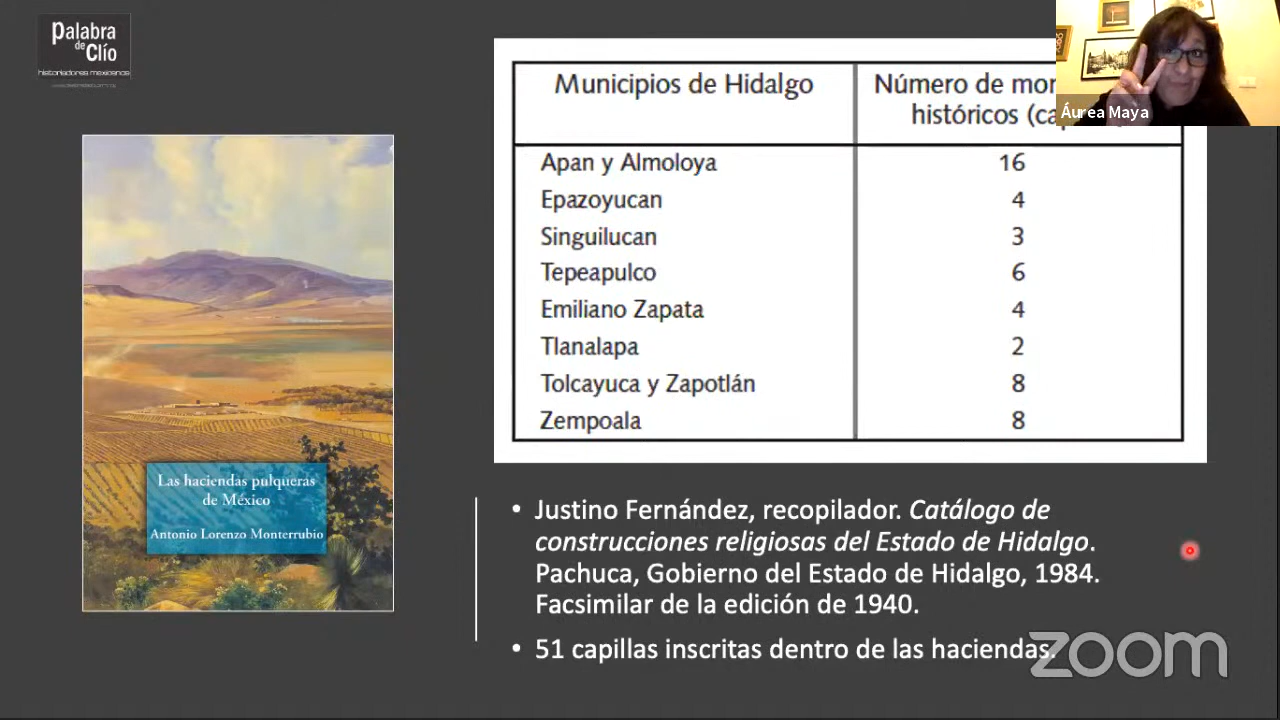 Palabra
de
Clío
historiadores mexicanos
Municipios de Hidalgo
Número de
históricos
Áurea Maya
Apan y Almoloya
16
Epazoyucan
4
Singuilucan
3
Tepeapulco
6
Emiliano Zapata
4
Tlanalapa
2
Tolcayuca y Zapotlán
8
Zempoala
8
Las haciendas pulqueras
de México
Antonio Lorenzo Monterrubio
• Justino Fernández, recopilador. Catálogo de
construcciones religiosas del Estado de Hidalgo.
Pachuca, Gobierno del Estado de Hidalgo, 1984.
Facsimilar de la edición de 1940.
• 51 capillas inscritas dentro de las haciendas.
zoom